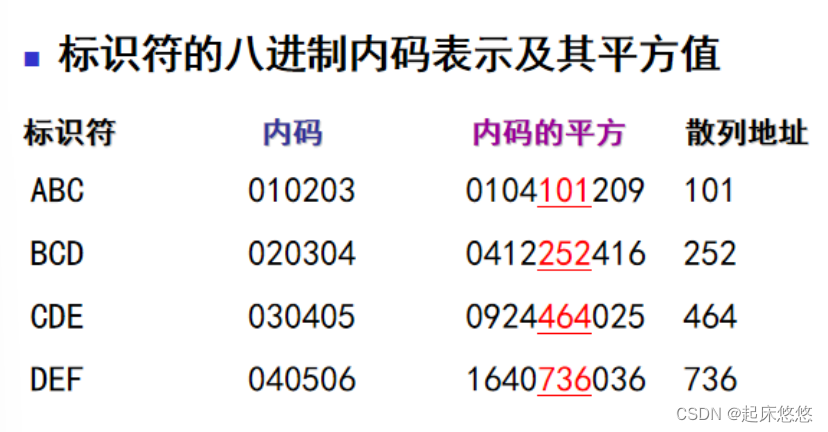 ■ 标识符的八进制内码表示及其平方值
标识符 内码 内码的平方 散列地址
ABC 010203 0104101209 101
BCD 020304 0412252416 252
CDE 030405 0924464025 464
DEF 040506 1640736036 736
CSDN @起床悠悠